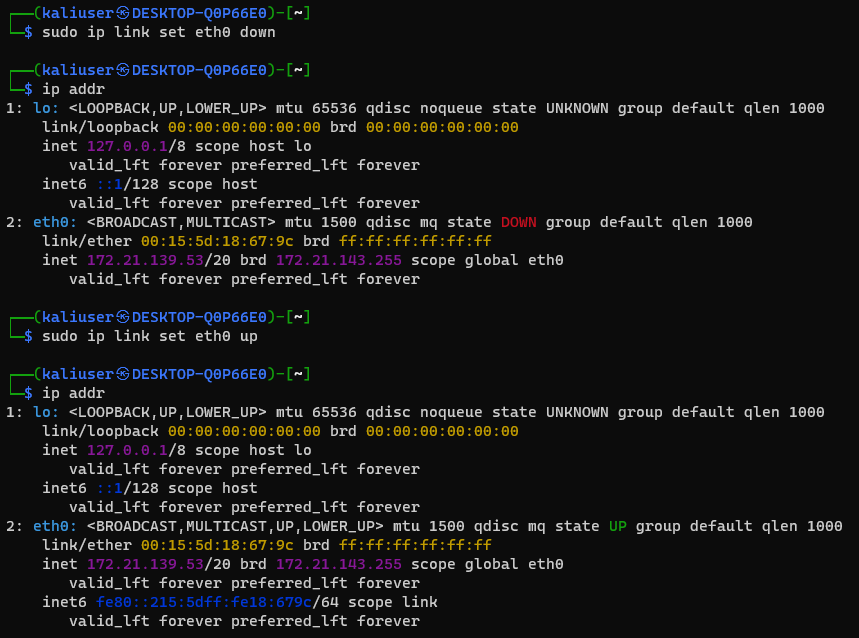 ┌──(kaliuser㉿DESKTOP-Q0P66E0)-[~]
└─$ sudo ip link set eth0 down
┌──(kaliuser㉿DESKTOP-Q0P66E0)-[~]
└─$ ip addr
1: lo: <LOOPBACK,UP,LOWER_UP> mtu 65536 qdisc noqueue state UNKNOWN group default qlen 1000
    link/loopback 00:00:00:00:00:00 brd 00:00:00:00:00:00
    inet 127.0.0.1/8 scope host lo
       valid_lft forever preferred_lft forever
    inet6 ::1/128 scope host
       valid_lft forever preferred_lft forever
2: eth0: <BROADCAST,MULTICAST> mtu 1500 qdisc mq state DOWN group default qlen 1000
    link/ether 00:15:5d:18:67:9c brd ff:ff:ff:ff:ff:ff
    inet 172.21.139.53/20 brd 172.21.143.255 scope global eth0
       valid_lft forever preferred_lft forever
┌──(kaliuser㉿DESKTOP-Q0P66E0)-[~]
└─$ sudo ip link set eth0 up
┌──(kaliuser㉿DESKTOP-Q0P66E0)-[~]
└─$ ip addr
1: lo: <LOOPBACK,UP,LOWER_UP> mtu 65536 qdisc noqueue state UNKNOWN group default qlen 1000
    link/loopback 00:00:00:00:00:00 brd 00:00:00:00:00:00
    inet 127.0.0.1/8 scope host lo
       valid_lft forever preferred_lft forever
    inet6 ::1/128 scope host
       valid_lft forever preferred_lft forever
2: eth0: <BROADCAST,MULTICAST,UP,LOWER_UP> mtu 1500 qdisc mq state UP group default qlen 1000
    link/ether 00:15:5d:18:67:9c brd ff:ff:ff:ff:ff:ff
    inet 172.21.139.53/20 brd 172.21.143.255 scope global eth0
       valid_lft forever preferred_lft forever
    inet6 fe80::215:5dff:fe18:679c/64 scope link
       valid_lft forever preferred_lft forever